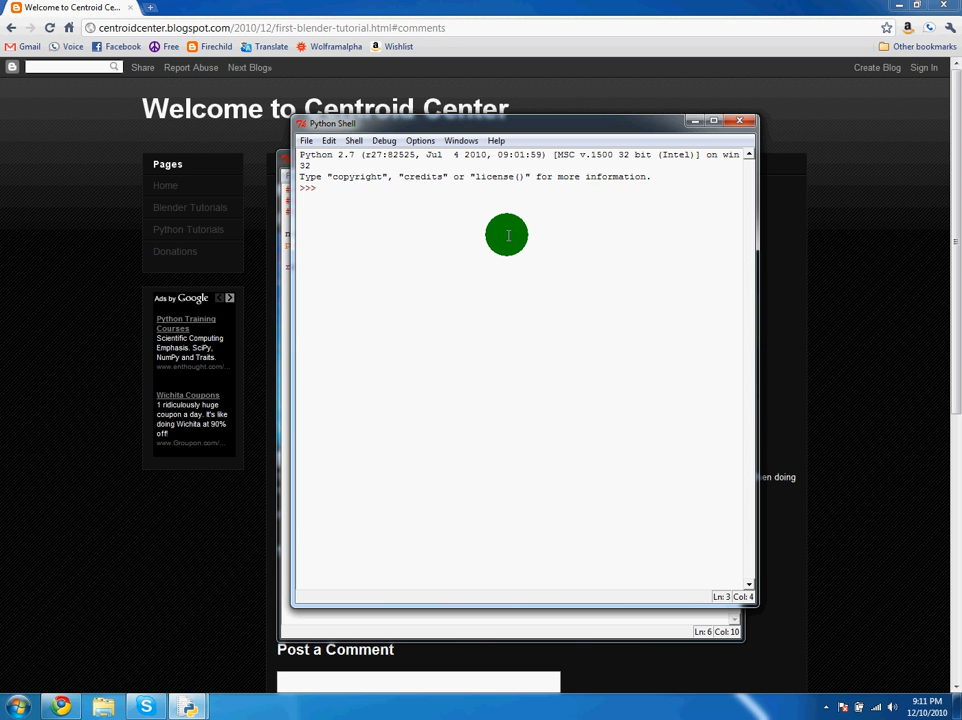 Welcome to Centroid Cente...
centroidcenter.blogspot.com/2010/12/first-blender-tutorial.html#comments
Gmail Voice Facebook Free Firechild Translate Wolframalpha Wishlist Other bookmarks
Share Report Abuse Next Blog» Create Blog Sign In
Welcome to Centroid Center
Python Shell
File Edit Shell Debug Options Windows Help
Python 2.7 (r27:82525, Jul 4 2010, 09:01:59) [MSC v.1500 32 bit (Intel)] on win
32
Type "copyright", "credits" or "license()" for more information.
>>>
Pages
Home
Blender Tutorials
Python Tutorials
Donations
Ads by Google
Python Training
Courses
Scientific Computing
Emphasis. SciPy,
NumPy and Traits.
www.enthought.com/...
Wichita Coupons
1 ridiculously huge
coupon a day. It's like
doing Wichita at 90%
off!
www.Groupon.com/...
en doing
Ln: 3 Col: 4
Ln: 6 Col: 10
Post a Comment
9:11 PM
12/10/2010